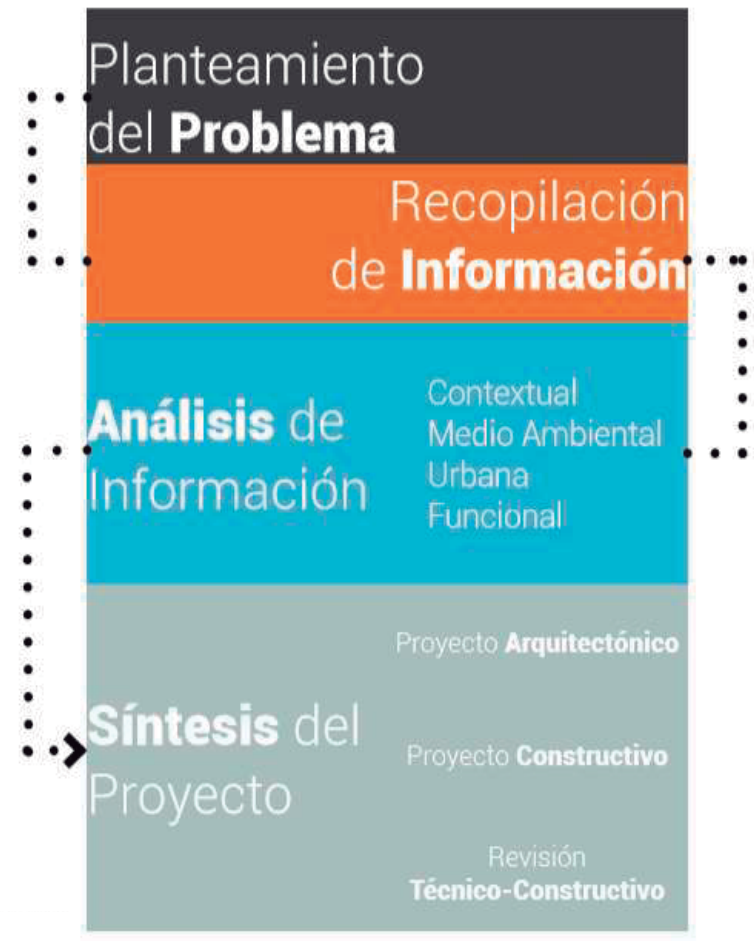 Planteamiento
del Problema
Recopilación
de Información
Análisis de
Información
Contextual
Medio Ambiental
Urbana
Funcional
Síntesis del
Proyecto
Proyecto Arquitectónico
Proyecto Constructivo
Revisión
Técnico-Constructivo